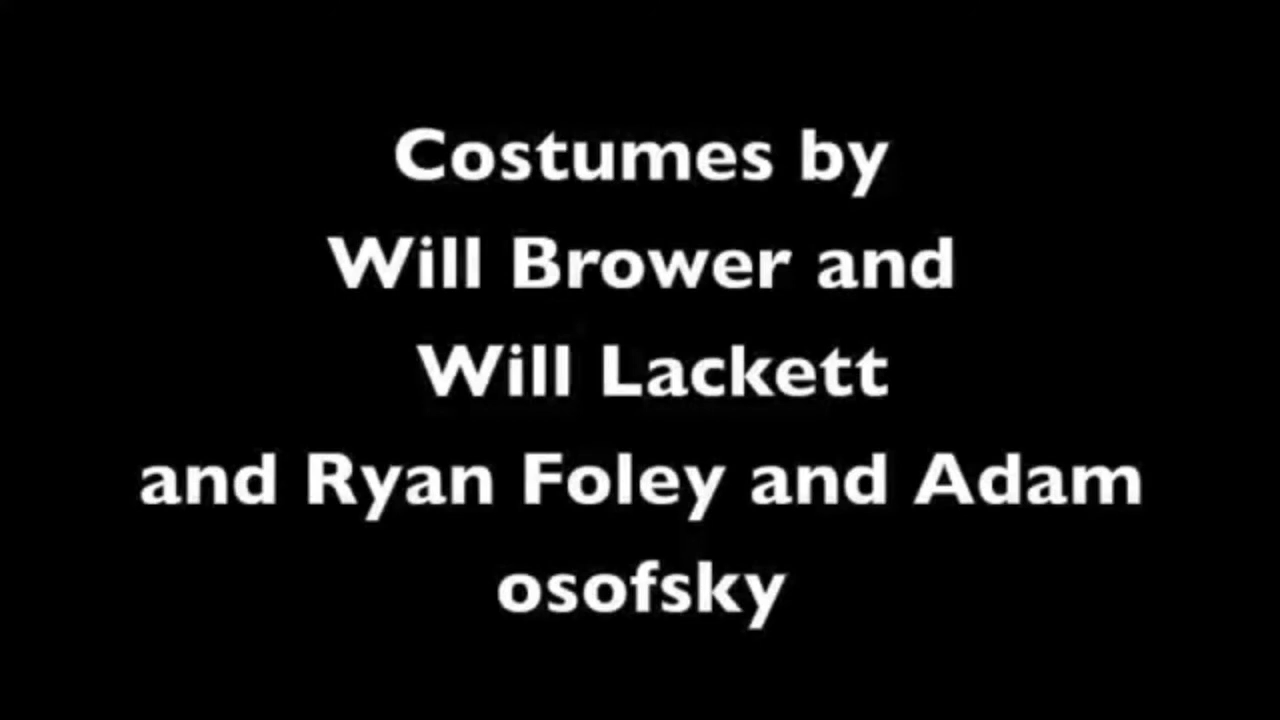 Costumes by
Will Brower and
Will Lackett
and Ryan Foley and Adam
osofsky